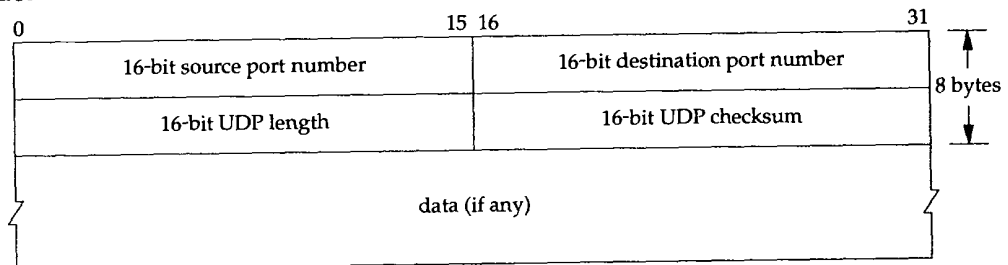 0 15 16 31
16-bit source port number 16-bit destination port number
8 bytes
16-bit UDP length 16-bit UDP checksum
data (if any)